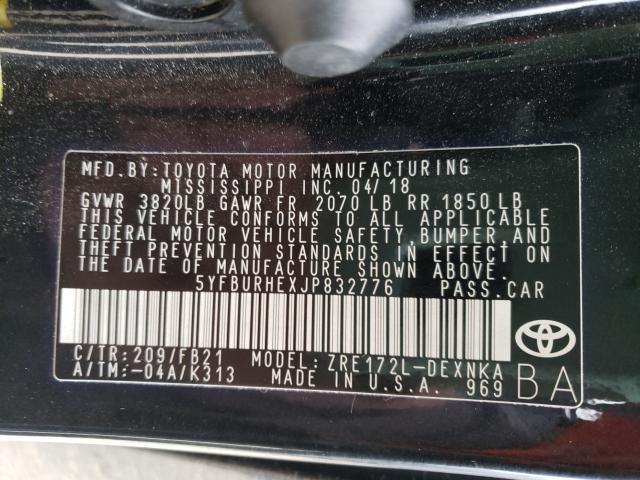 MFD.BY:TOYOTA MOTOR MANUFACTURING
MISSISSIPPI INC. 04/18
GVWR 3820LB GAWR FR 2070 LB RR 1850 LB
THIS VEHICLE CONFORMS TO ALL APPLICABLE
FEDERAL MOTOR VEHICLE SAFETY, BUMPER, AND
THEFT PREVENTION STANDARDS IN EFFECT ON
THE DATE OF MANUFACTURE SHOWN ABOVE.
5YFBURHEXJP832776 PASS.CAR
C/TR:209/FB21 MODEL:ZRE172L-DEXNKA
A/TM:-04A/K313 MADE IN U.S.A. 969
BA